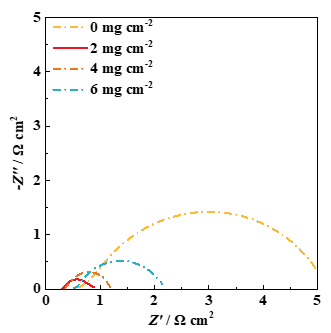 5
4
3
2
1
0
0 mg cm-2
2 mg cm-2
4 mg cm-2
6 mg cm-2
-Z'' / Ω cm2
0 1 2 3 4 5
Z' / Ω cm2